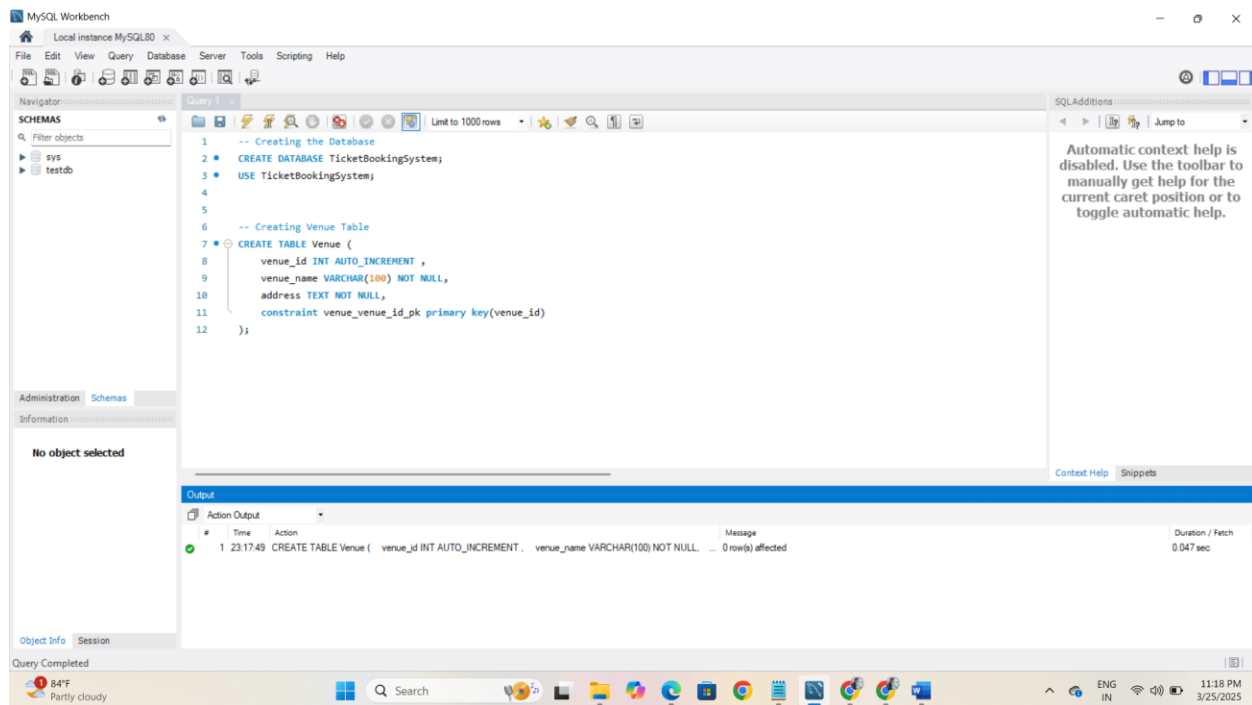 MySQL Workbench
Local instance MySQL80
File Edit View Query Database Server Tools Scripting Help
Navigator
SCHEMAS
Filter objects
sys
testdb
Administration Schemas
Information
No object selected
Object Info Session
Query 1
Limit to 1000 rows
1 -- Creating the Database
2 CREATE DATABASE TicketBookingSystem;
3 USE TicketBookingSystem;
4
5
6 -- Creating Venue Table
7 CREATE TABLE Venue (
8 venue_id INT AUTO_INCREMENT ,
9 venue_name VARCHAR(100) NOT NULL,
10 address TEXT NOT NULL,
11 constraint venue_venue_id_pk primary key(venue_id)
12 );
SQLAdditions
Jump to
Automatic context help is
disabled. Use the toolbar to
manually get help for the
current caret position or to
toggle automatic help.
Context Help Snippets
Output
Action Output
# Time Action Message Duration / Fetch
1 23:17:49 CREATE TABLE Venue ( venue_id INT AUTO_INCREMENT , venue_name VARCHAR(100) NOT NULL, ... 0 row(s) affected 0.047 sec
Query Completed
1
84°F
Partly cloudy
Search
ENG
IN
11:18 PM
3/25/2025